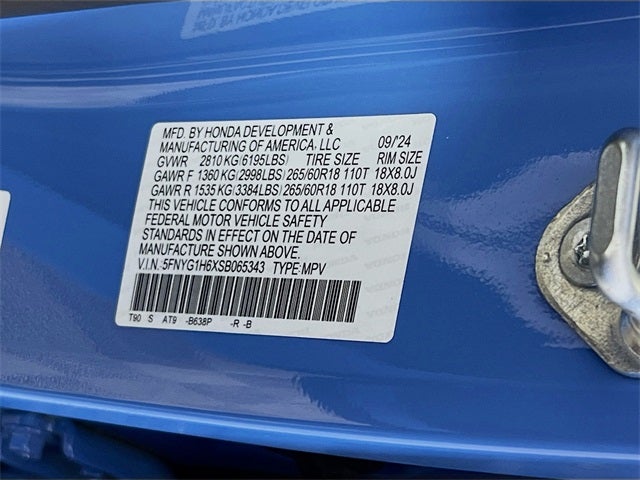 MFD. BY HONDA DEVELOPMENT &
MANUFACTURING OF AMERICA, LLC 09/'24
GVWR 2810 KG(6195LBS) TIRE SIZE RIM SIZE
GAWR F 1360 KG(2998LBS) 265/60R18 110T 18X8.0J
GAWR R 1535 KG(3384LBS) 265/60R18 110T 18X8.0J
THIS VEHICLE CONFORMS TO ALL APPLICABLE
FEDERAL MOTOR VEHICLE SAFETY
STANDARDS IN EFFECT ON THE DATE OF
MANUFACTURE SHOWN ABOVE.
V.I.N. 5FNYG1H6XSB065343 TYPE:MPV
T90 S AT9 -B638P -R -B